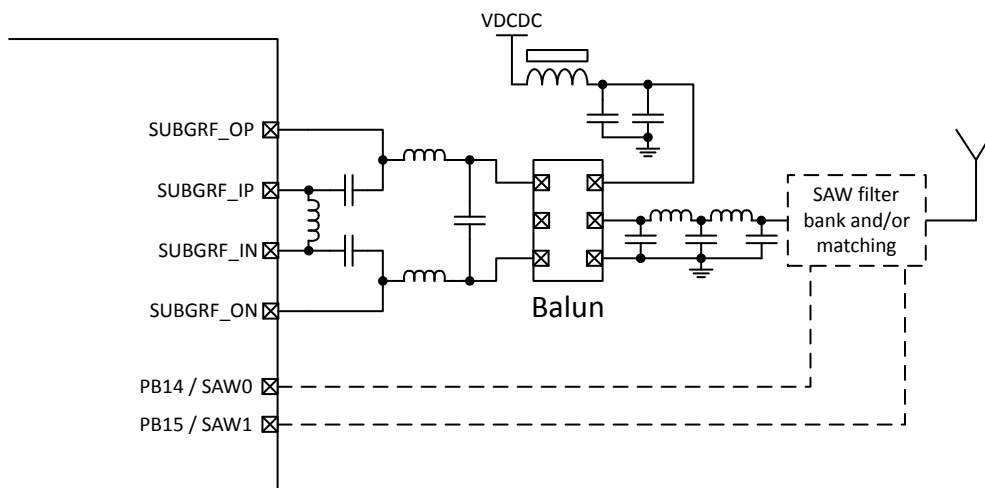 VDCDC
SUBGRF_OP
SUBGRF_IP
SUBGRF_IN
SUBGRF_ON
SAW filter
bank and/or
matching
Balun
PB14 / SAW0
PB15 / SAW1